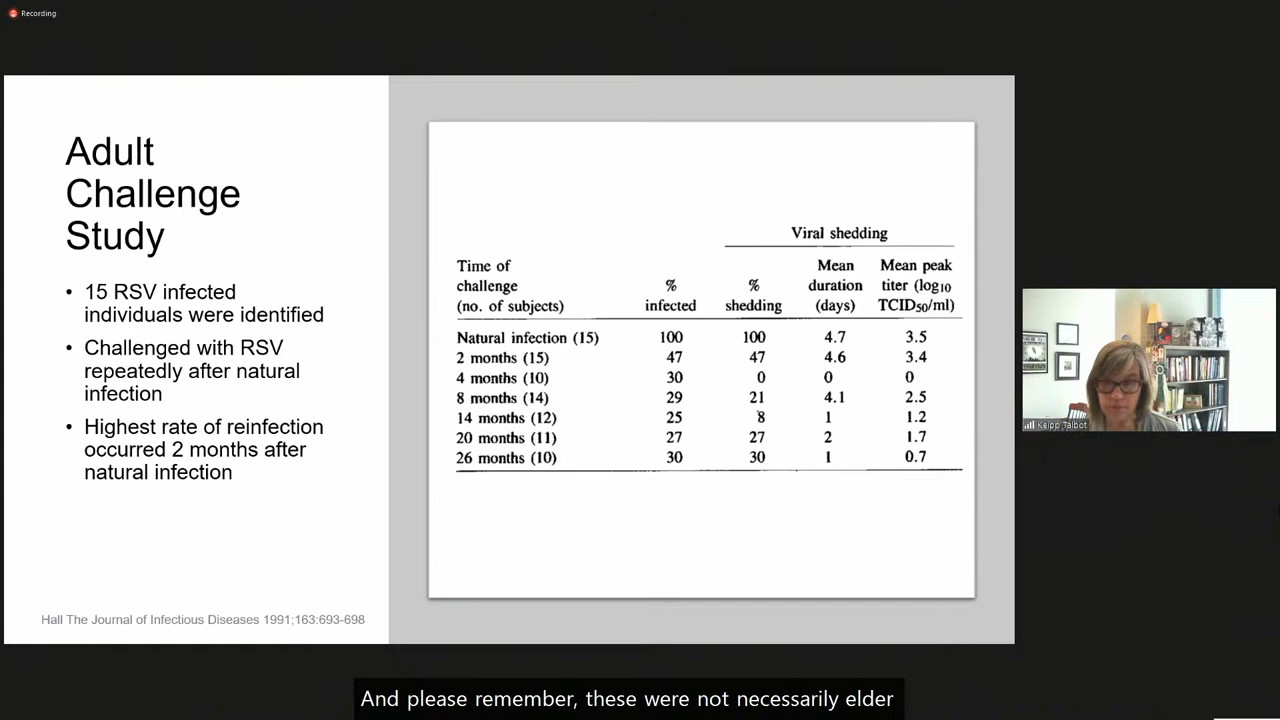 Recording
Adult
Challenge
Study
• 15 RSV infected
individuals were identified
• Challenged with RSV
repeatedly after natural
infection
• Highest rate of reinfection
occurred 2 months after
natural infection
Hall The Journal of Infectious Diseases 1991;163:693-698
Viral shedding
Time of Mean Mean peak
challenge % % duration titer (log10
(no. of subjects) infected shedding (days) TCID50/ml)
Natural infection (15) 100 100 4.7 3.5
2 months (15) 47 47 4.6 3.4
4 months (10) 30 0 0 0
8 months (14) 29 21 4.1 2.5
14 months (12) 25 8 1 1.2
20 months (11) 27 27 2 1.7
26 months (10) 30 30 1 0.7
Keipp Talbot
And please remember, these were not necessarily elder